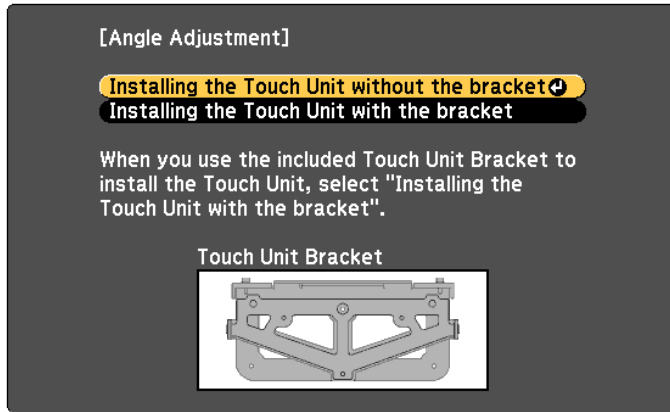 [Angle Adjustment]
Installing the Touch Unit without the bracket
Installing the Touch Unit with the bracket
When you use the included Touch Unit Bracket to
install the Touch Unit, select "Installing the
Touch Unit with the bracket".
Touch Unit Bracket